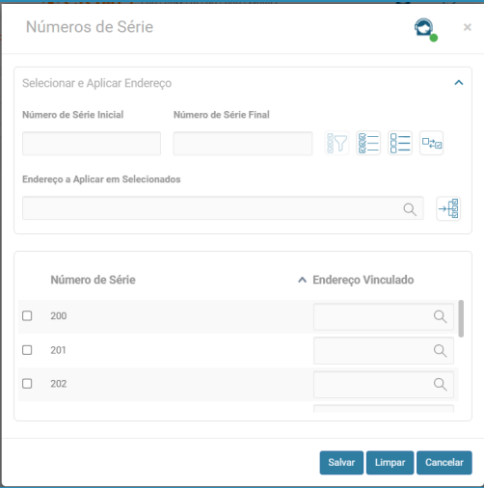 Números de Série
Selecionar e Aplicar Endereço
Número de Série Inicial Número de Série Final
Endereço a Aplicar em Selecionados
Número de Série Endereço Vinculado
200
201
202
Salvar Limpar Cancelar